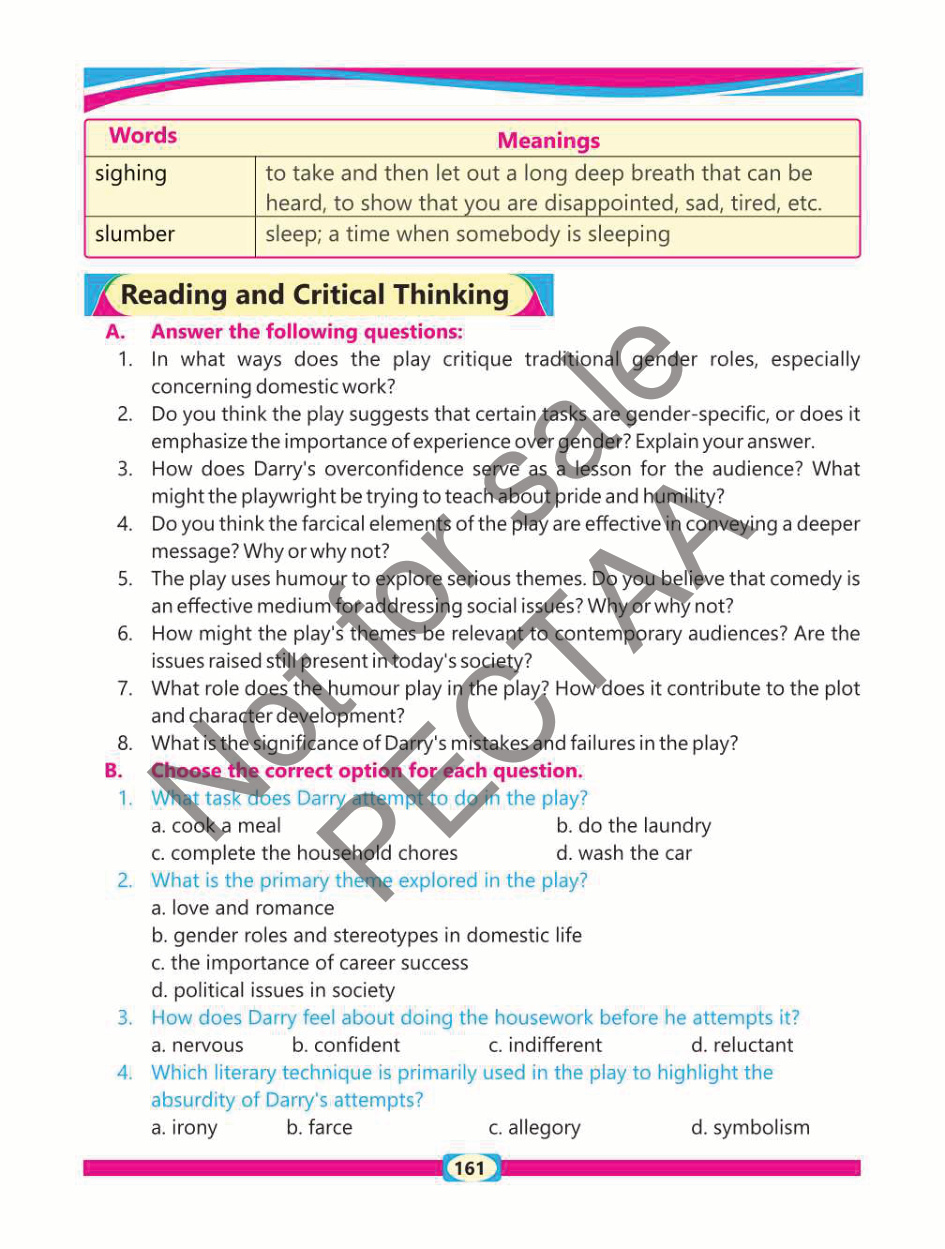 Words Meanings
sighing to take and then let out a long deep breath that can be
heard, to show that you are disappointed, sad, tired, etc.
slumber sleep; a time when somebody is sleeping
Reading and Critical Thinking
A. Answer the following questions:
1. In what ways does the play critique traditional gender roles, especially
concerning domestic work?
2. Do you think the play suggests that certain tasks are gender-specific, or does it
emphasize the importance of experience over gender? Explain your answer.
3. How does Darry's overconfidence serve as a lesson for the audience? What
might the playwright be trying to teach about pride and humility?
4. Do you think the farcical elements of the play are effective in conveying a deeper
message? Why or why not?
5. The play uses humour to explore serious themes. Do you believe that comedy is
an effective medium for addressing social issues? Why or why not?
6. How might the play's themes be relevant to contemporary audiences? Are the
issues raised still present in today's society?
7. What role does the humour play in the play? How does it contribute to the plot
and character development?
8. What is the significance of Darry's mistakes and failures in the play?
B. Choose the correct option for each question.
1. What task does Darry attempt to do in the play?
a. cook a meal b. do the laundry
c. complete the household chores d. wash the car
2. What is the primary theme explored in the play?
a. love and romance
b. gender roles and stereotypes in domestic life
c. the importance of career success
d. political issues in society
3. How does Darry feel about doing the housework before he attempts it?
a. nervous b. confident c. indifferent d. reluctant
4. Which literary technique is primarily used in the play to highlight the
absurdity of Darry's attempts?
a. irony b. farce c. allegory d. symbolism
161
Not for sale
PECTAA